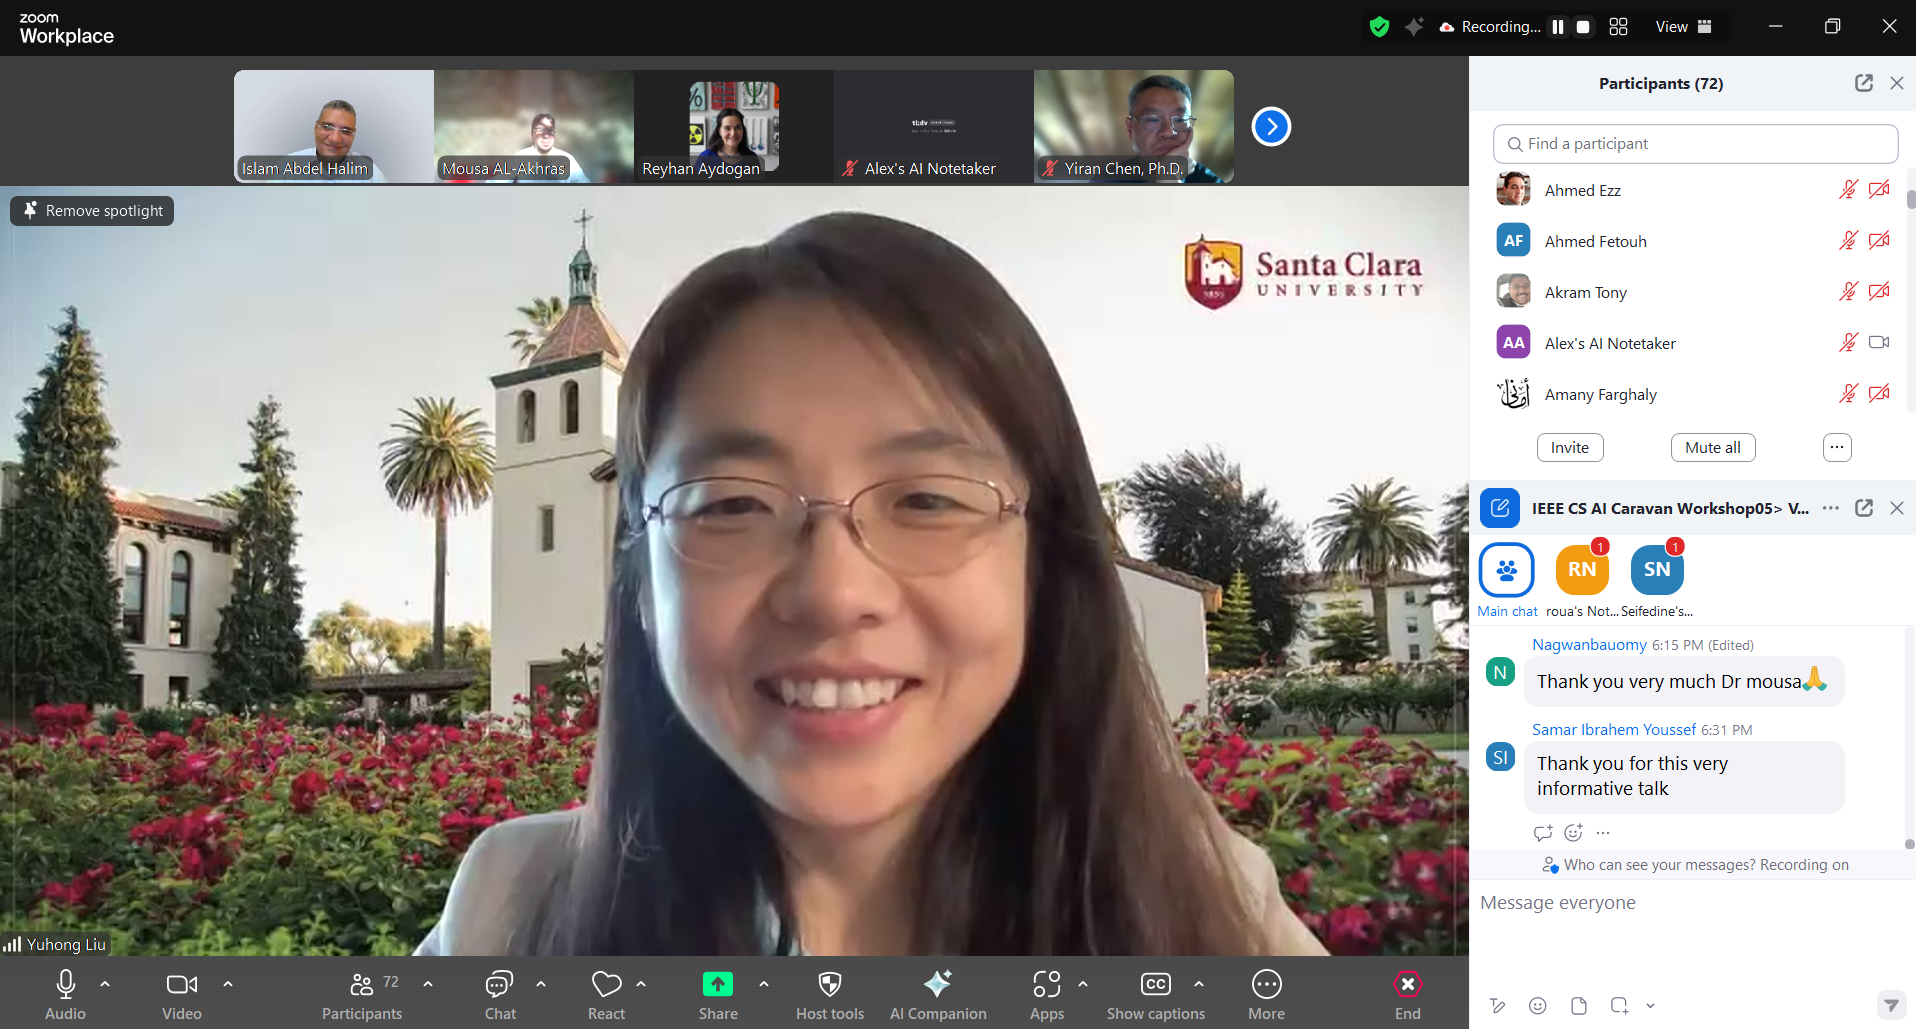 zoom
Workplace
Recording...
View
Islam Abdel Halim
Mousa AL-Akhras
Reyhan Aydogan
tl;dv
Alex's AI Notetaker
Yiran Chen, Ph.D.
Remove spotlight
Santa Clara
UNIVERSITY
Yuhong Liu
Participants (72)
Find a participant
Ahmed Ezz
AF Ahmed Fetouh
Akram Tony
AA Alex's AI Notetaker
أماني Amany Farghaly
Invite
Mute all
IEEE CS AI Caravan Workshop05> V...
1
1
RN
SN
Main chat
roua's Not...
Seifedine's...
Nagwanbauomy 6:15 PM (Edited)
N
Thank you very much Dr mousa🙏
Samar Ibrahem Youssef 6:31 PM
SI
Thank you for this very
informative talk
Who can see your messages? Recording on
Message everyone
72
CC
Audio
Video
Participants
Chat
React
Share
Host tools
AI Companion
Apps
Show captions
More
End